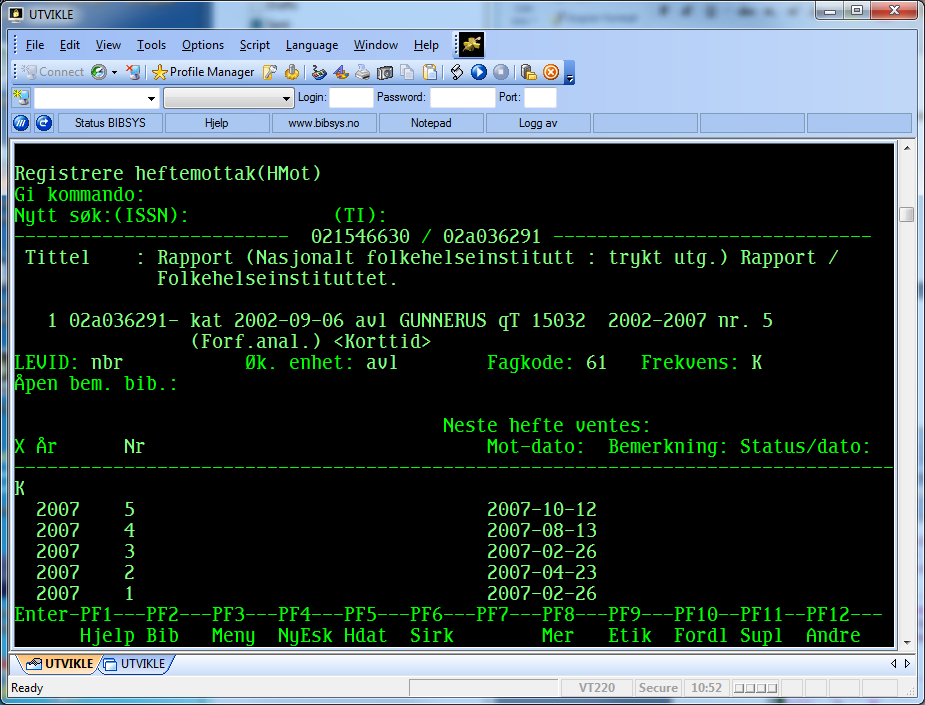 UTVIKLE
File Edit View Tools Options Script Language Window Help
Connect Profile Manager
Login: Password: Port:
Status BIBSYS Hjelp www.bibsys.no Notepad Logg av
Registrere heftemottak(HMot)
Gi kommando:
Nytt søk:(ISSN): (TI):
------------------------- 021546630 / 02a036291 -----------------------------
Tittel : Rapport (Nasjonalt folkehelseinstitutt : trykt utg.) Rapport /
Folkehelseinstituttet.
1 02a036291- kat 2002-09-06 avl GUNNERUS qT 15032 2002-2007 nr. 5
(Forf.anal.) <Korttid>
LEVID: nbr Øk. enhet: avl Fagkode: 61 Frekvens: K
Åpen bem. bib.:
Neste hefte ventes:
X År Nr Mot-dato: Bemerkning: Status/dato:
--------------------------------------------------------------------------------
K
2007 5 2007-10-12
2007 4 2007-08-13
2007 3 2007-02-26
2007 2 2007-04-23
2007 1 2007-02-26
Enter-PF1---PF2---PF3---PF4---PF5---PF6---PF7---PF8---PF9---PF10--PF11--PF12---
Hjelp Bib Meny NyEsk Hdat Sirk Mer Etik Fordl Supl Andre
UTVIKLE UTVIKLE
Ready VT220 Secure 10:52